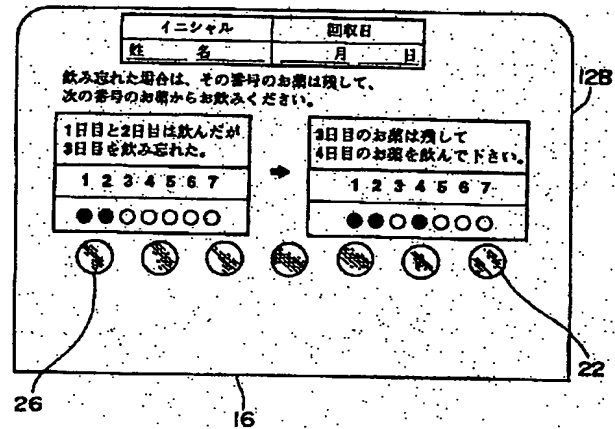 イニシャル 回収日
姓 名 月 日
飲み忘れた場合は、その番号のお薬は残して、
次の番号のお薬からお飲みください。
1日目と2日目は飲んだが
3日目を飲み忘れた。
1 2 3 4 5 6 7
3日目のお薬は残して
4日目のお薬を飲んで下さい。
1 2 3 4 5 6 7
12B
26
16
22